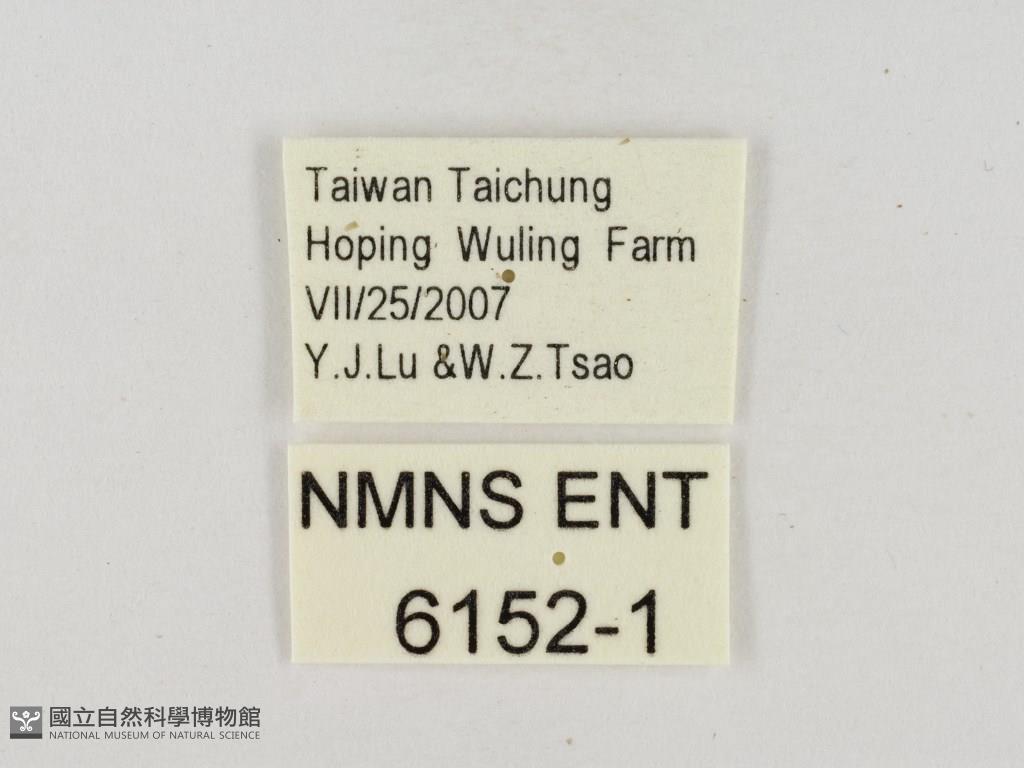 Taiwan Taichung
Hoping Wuling Farm
VII/25/2007
Y.J.Lu &W.Z.Tsao
NMNS ENT
6152-1
國立自然科學博物館
NATIONAL MUSEUM OF NATURAL SCIENCE